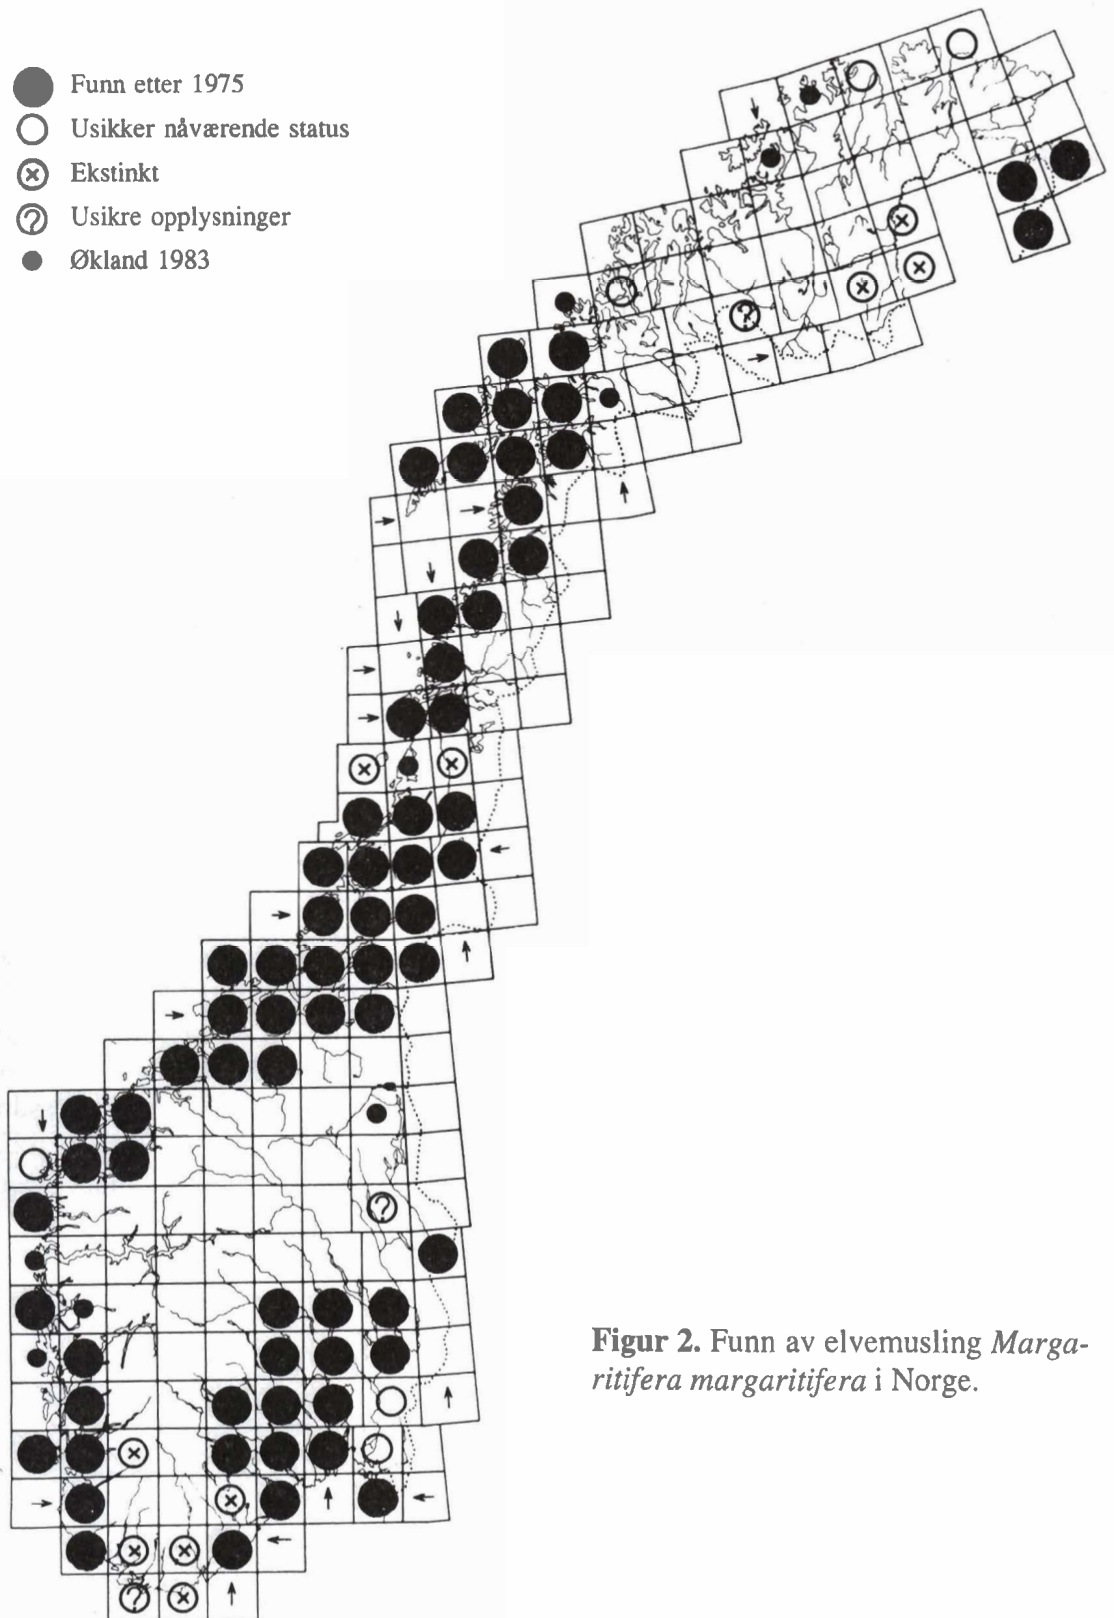 Funn etter 1975
Usikker nåværende status
Ekstinkt
Usikre opplysninger
Økland 1983
Figur 2. Funn av elvemusling Marga-
ritifera margaritifera i Norge.